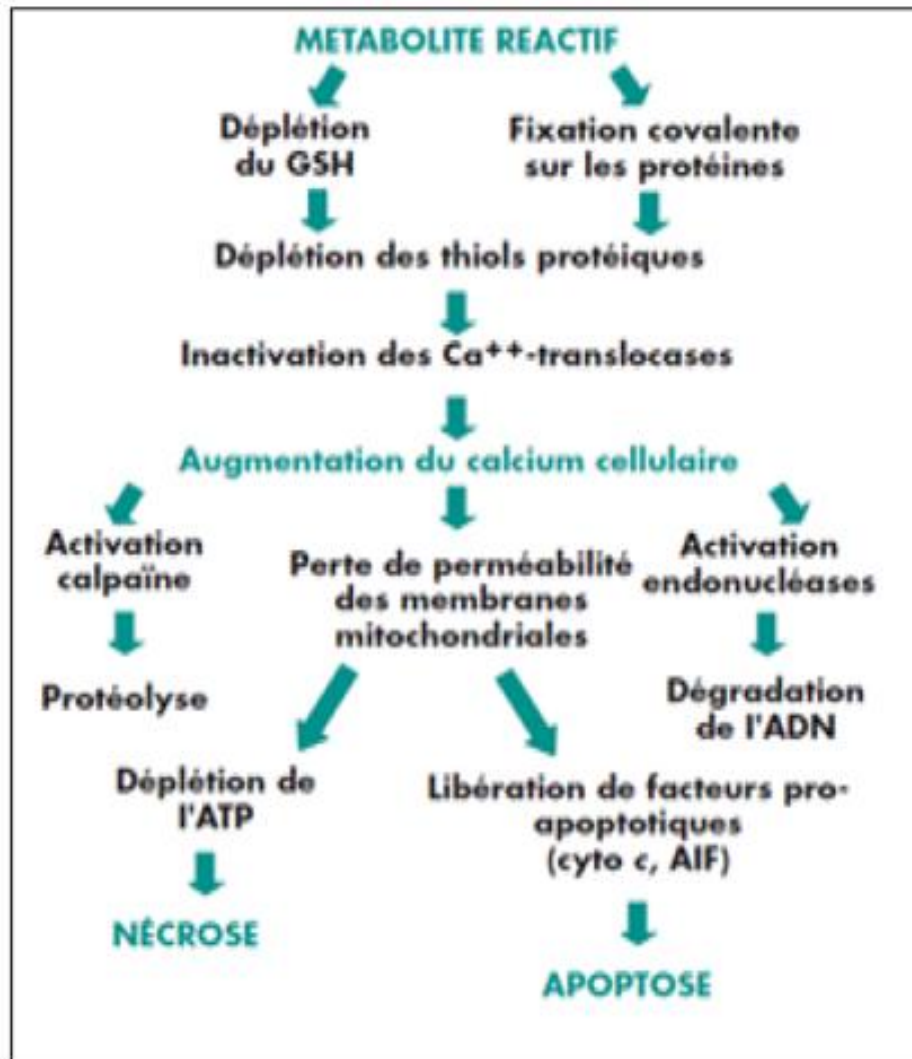 METABOLITE REACTIF
Déplétion
du GSH
Fixation covalente
sur les protéines
Déplétion des thiols protéiques
Inactivation des Ca++-translocases
Augmentation du calcium cellulaire
Activation
calpaïne
Perte de perméabilité
des membranes
mitochondriales
Activation
endonucléases
Protéolyse
Dégradation
de l'ADN
Déplétion de
l'ATP
Libération de facteurs pro-
apoptotiques
(cyto c, AIF)
NÉCROSE
APOPTOSE